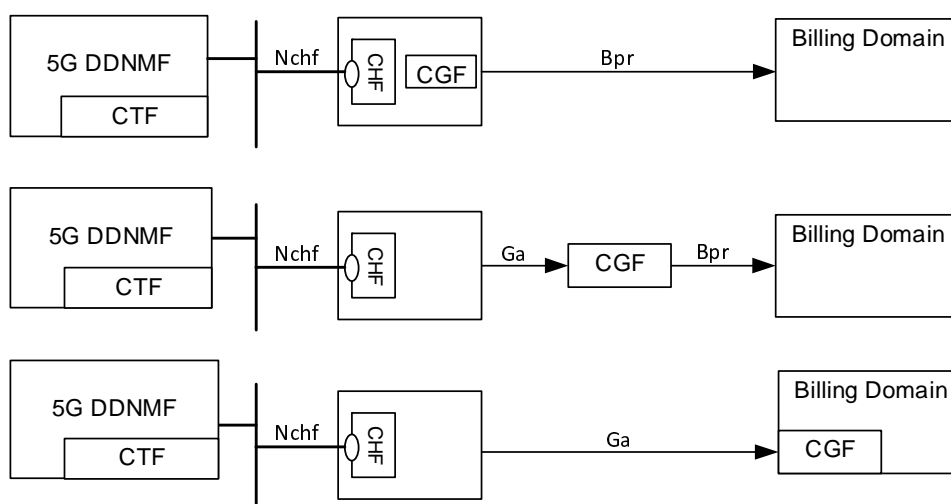 5G DDNMF
CTF
Nchf
CHF
CGF
Bpr
Billing Domain
5G DDNMF
CTF
Nchf
CHF
Ga
CGF
Bpr
Billing Domain
5G DDNMF
CTF
Nchf
CHF
Ga
Billing Domain
CGF